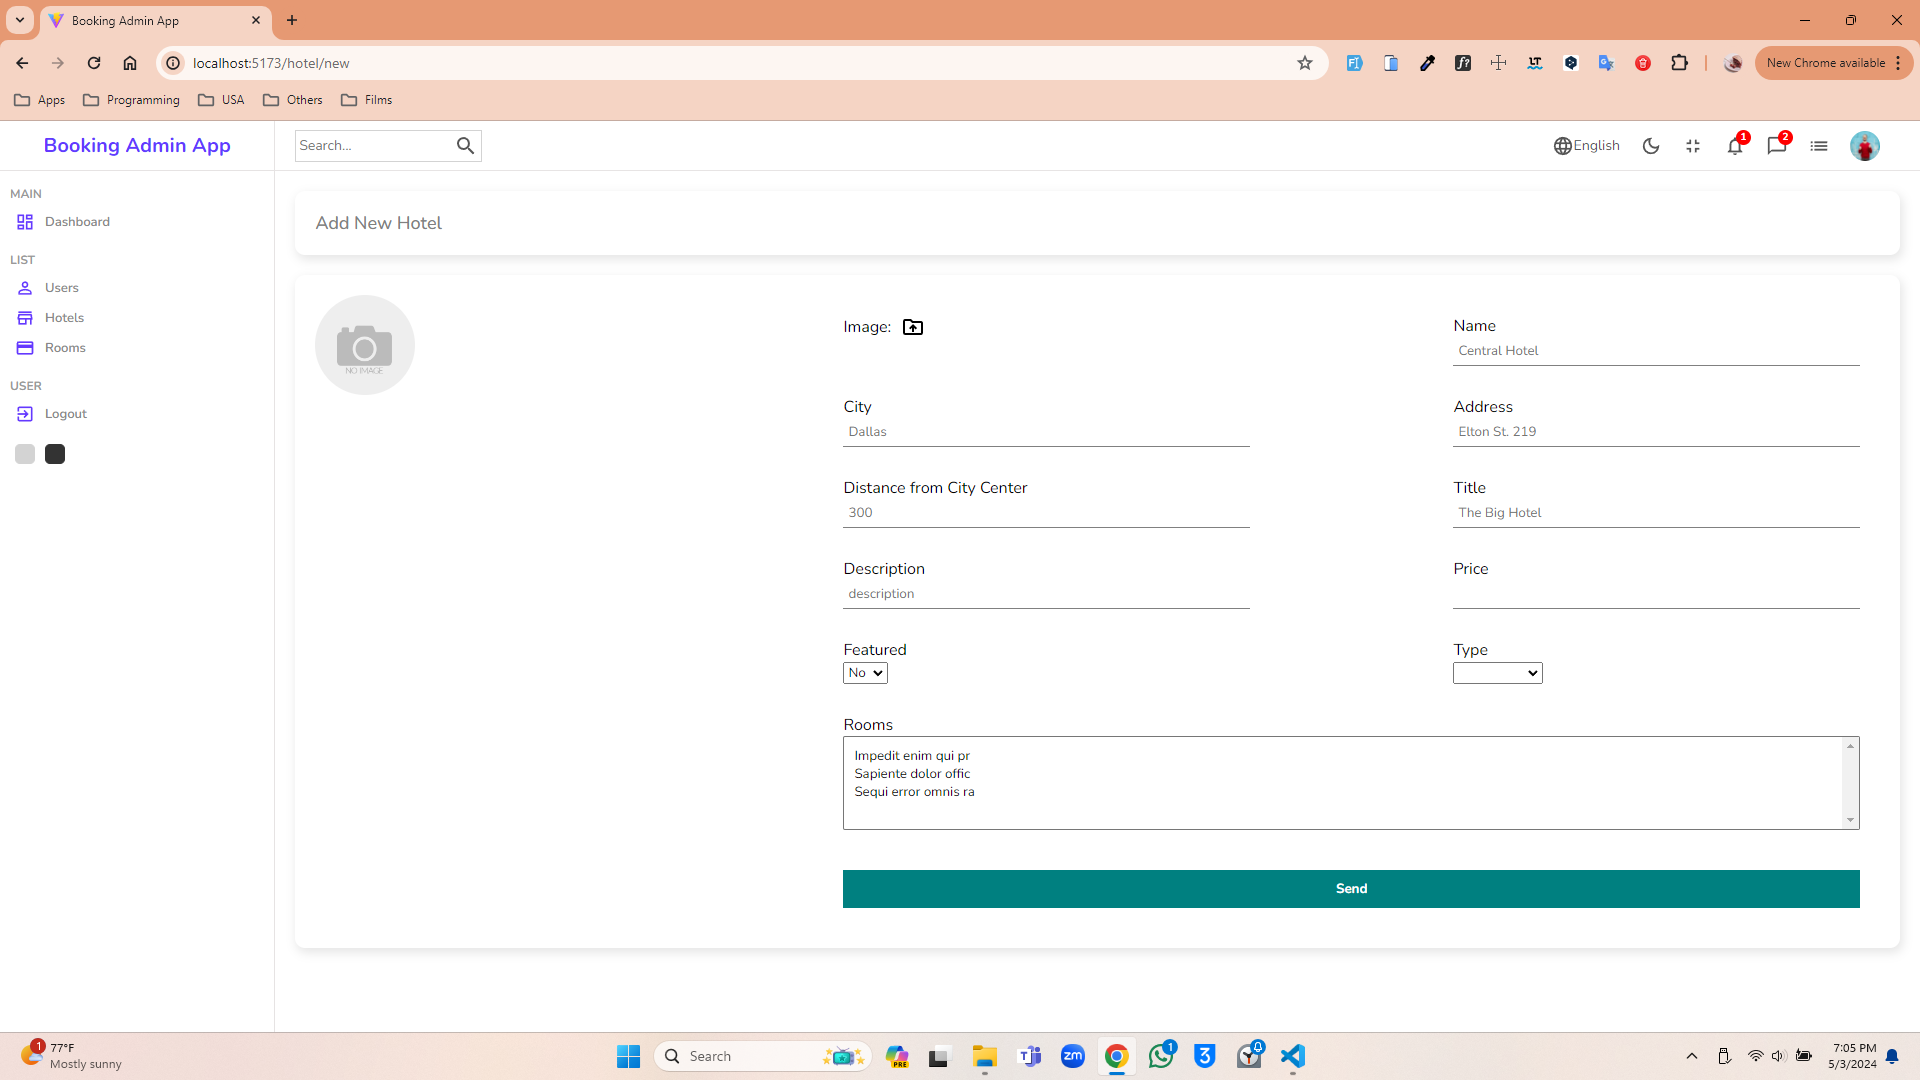 Booking Admin App
localhost:5173/hotel/new
New Chrome available
Apps
Programming
USA
Others
Films
Booking Admin App
Search...
English
1
2
MAIN
Dashboard
LIST
Users
Hotels
Rooms
USER
Logout
Add New Hotel
NO IMAGE
Image:
Name
Central Hotel
City
Dallas
Address
Elton St. 219
Distance from City Center
300
Title
The Big Hotel
Description
description
Price
Featured
No
Type
Rooms
Impedit enim qui pr
Sapiente dolor offic
Sequi error omnis ra
Send
1
77°F
Mostly sunny
Search
PRE
zm
1
7:05 PM
5/3/2024